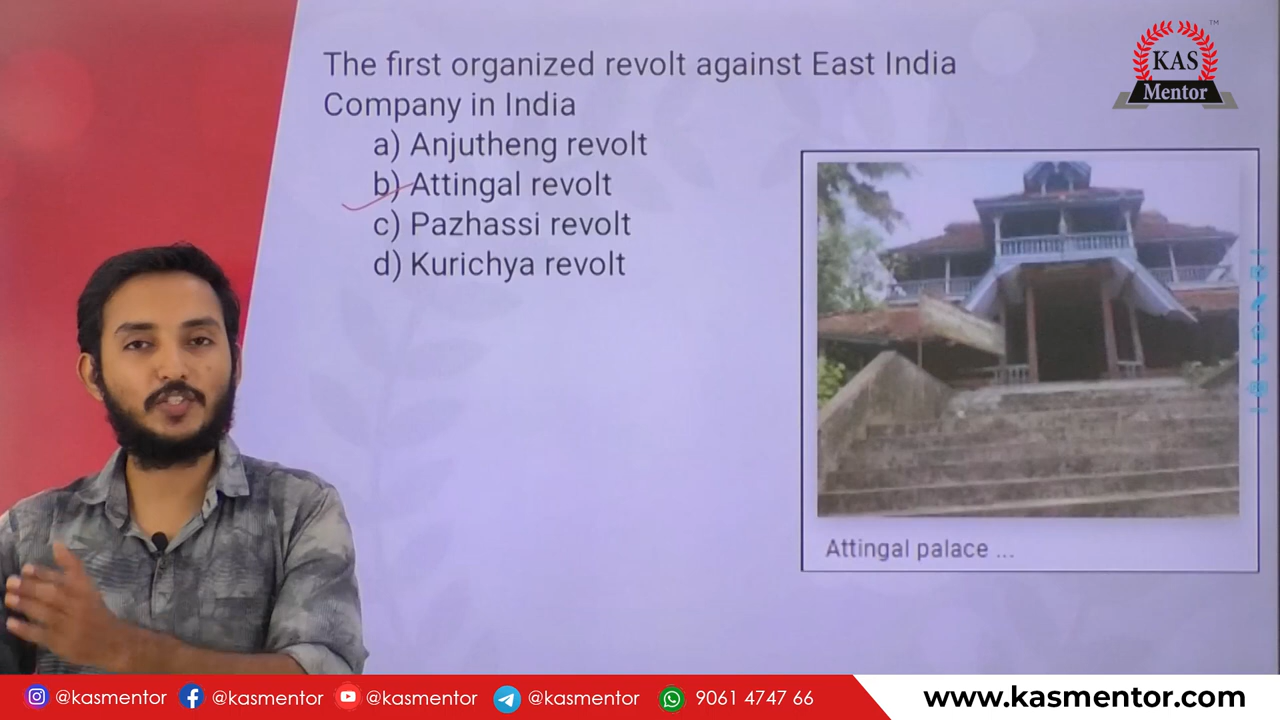 The first organized revolt against East India
Company in India
a) Anjutheng revolt
b) Attingal revolt
c) Pazhassi revolt
d) Kurichya revolt
TM
KAS
Mentor
Attingal palace ...
@kasmentor
@kasmentor
@kasmentor
@kasmentor
9061 4747 66
www.kasmentor.com